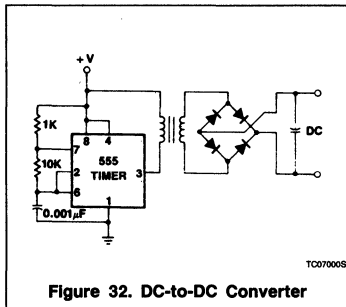 +V
1K
8 4
7
555
10K
2
TIMER
3
6
1
0.001μF
DC
TC07000S
Figure 32. DC-to-DC Converter